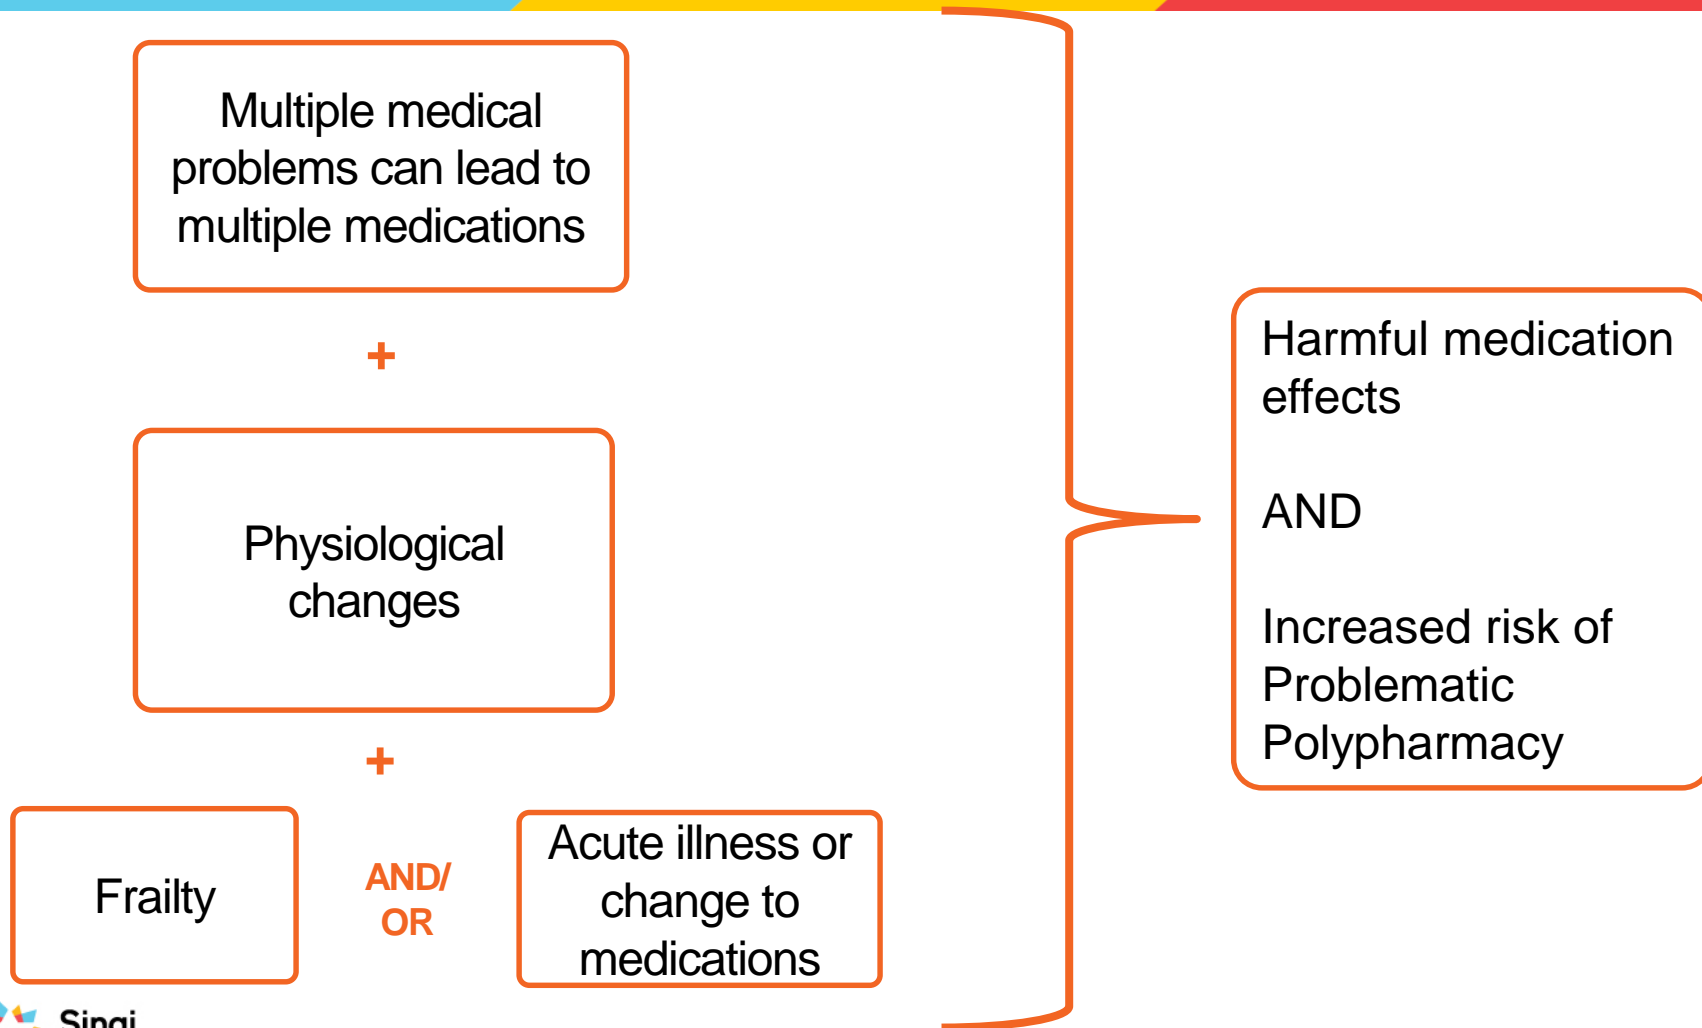 Multiple medical
problems can lead to
multiple medications
+
Physiological
changes
+
Frailty
AND/
OR
Acute illness or
change to
medications
Harmful medication
effects
AND
Increased risk of
Problematic
Polypharmacy